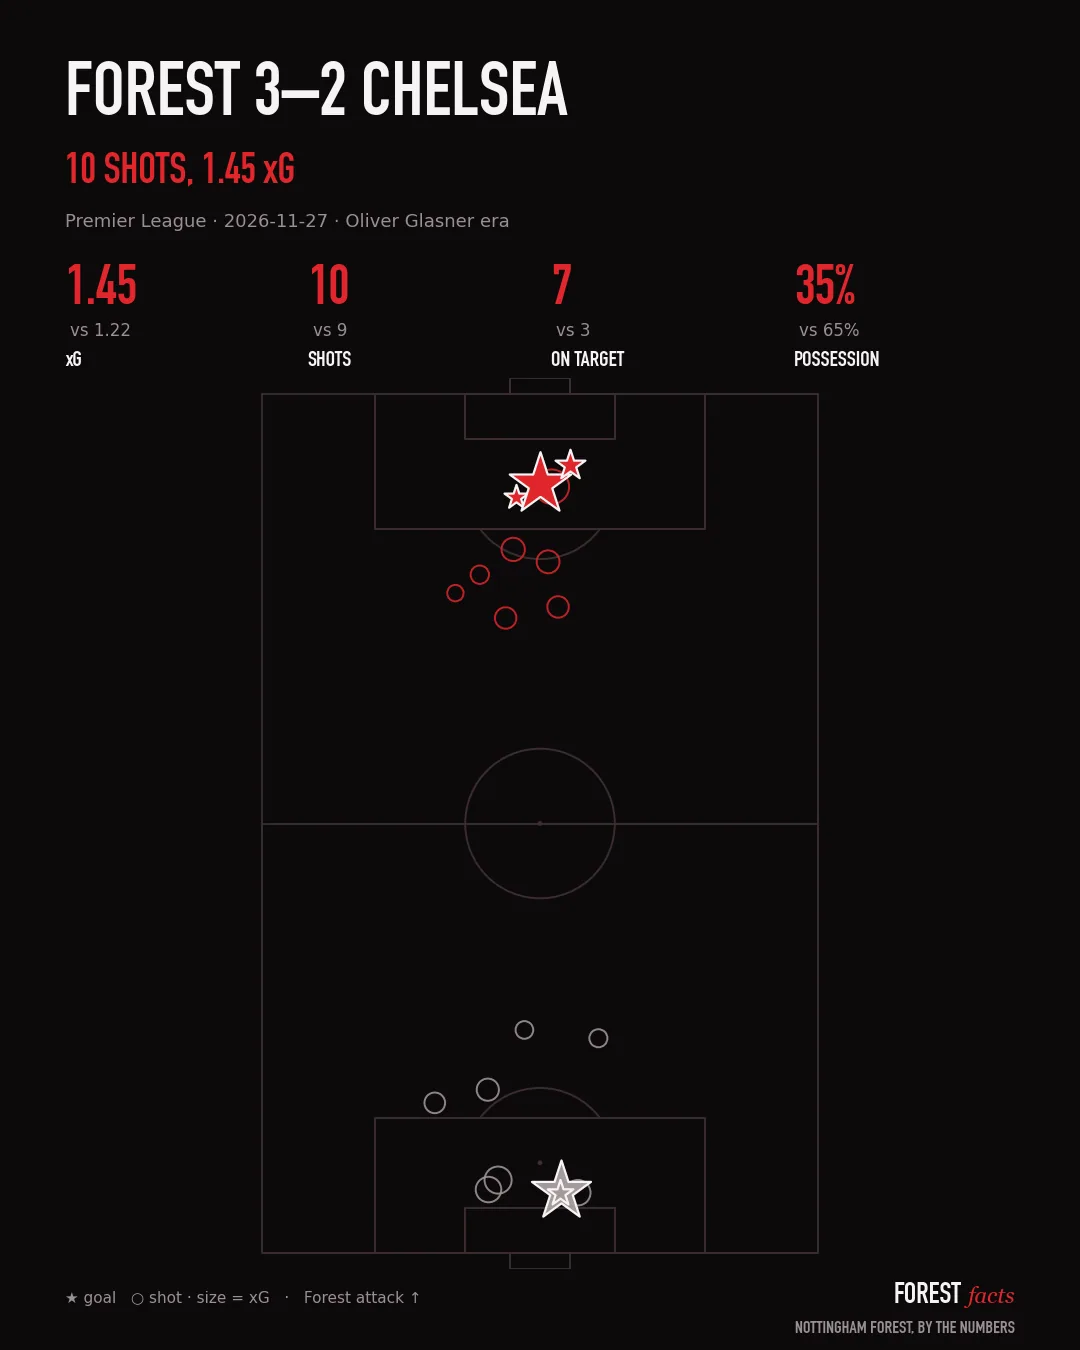 FOREST 3–2 CHELSEA
10 SHOTS, 1.45 xG
Premier League · 2026-11-27 · Oliver Glasner era
1.45 10 7 35%
vs 1.22 vs 9 vs 3 vs 65%
xG SHOTS ON TARGET POSSESSION
★ goal ○ shot · size = xG · Forest attack ↑
FOREST facts
NOTTINGHAM FOREST, BY THE NUMBERS